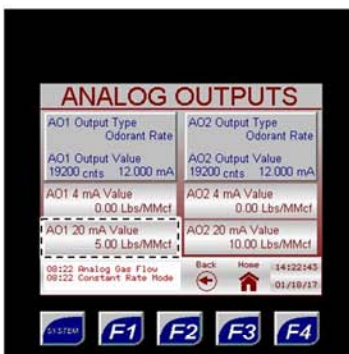 ANALOG OUTPUTS
AO1 Output Type
Odorant Rate
AO1 Output Value
19200 cnts 12.000 mA
AO2 Output Type
Odorant Rate
AO2 Output Value
19200 cnts 12.000 mA
AO1 4 mA Value
0.00 Lbs/MMcf
AO2 4 mA Value
0.00 Lbs/MMcf
AO1 20 mA Value
5.00 Lbs/MMcf
AO2 20 mA Value
10.00 Lbs/MMcf
08:22 Analog Gas Flow
08:22 Constant Rate Mode
Back
Home
14:22:43
01/18/17
SYSTEM
F1
F2
F3
F4